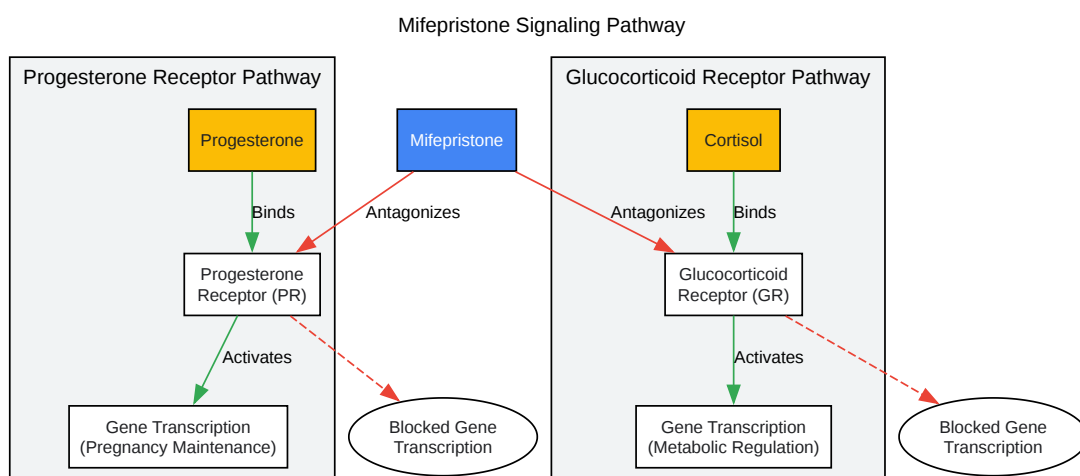 Mifepristone Signaling Pathway
Progesterone Receptor Pathway
Glucocorticoid Receptor Pathway
Progesterone
Mifepristone
Cortisol
Binds
Antagonizes
Antagonizes
Binds
Progesterone
Receptor (PR)
Glucocorticoid
Receptor (GR)
Activates
Activates
Gene Transcription
(Pregnancy Maintenance)
Blocked Gene
Transcription
Gene Transcription
(Metabolic Regulation)
Blocked Gene
Transcription